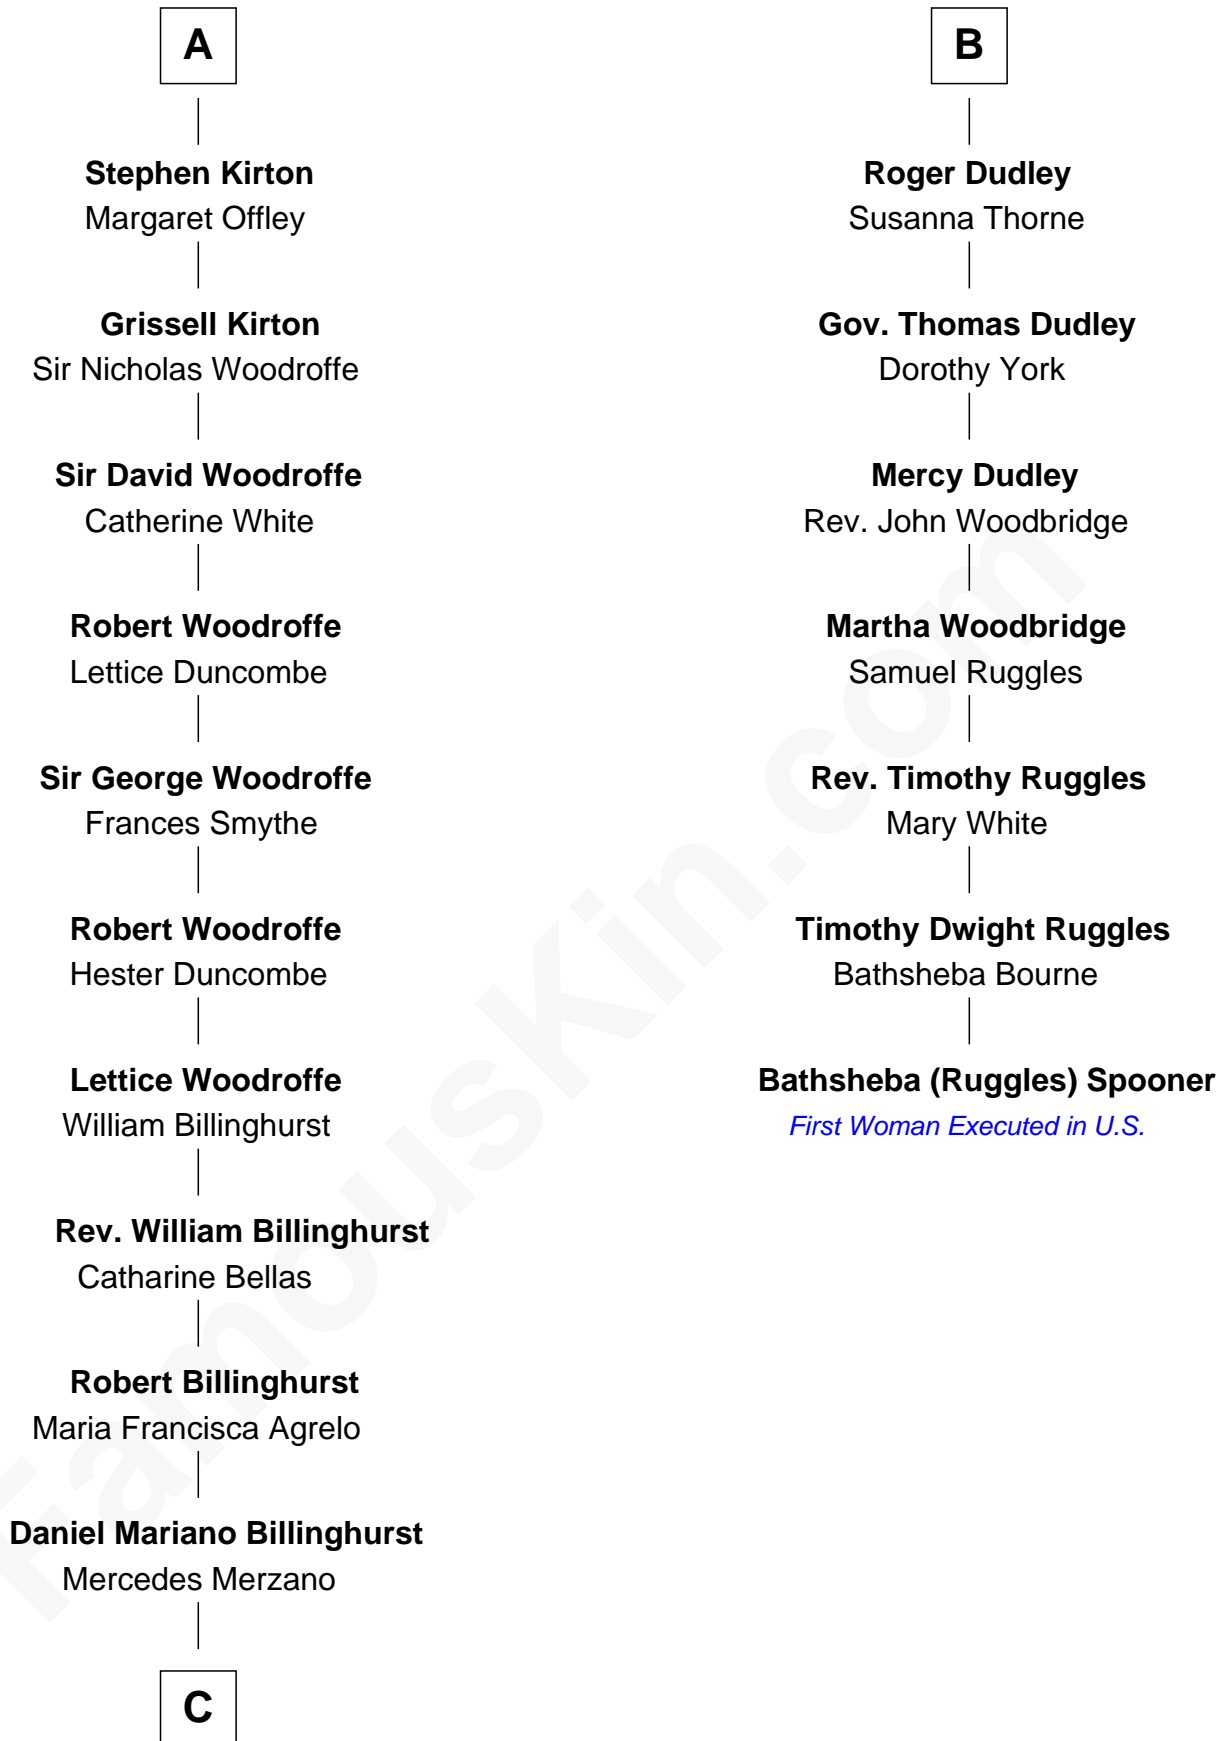 A
Stephen Kirton
Margaret Offley
Grissell Kirton
Sir Nicholas Woodroffe
Sir David Woodroffe
Catherine White
Robert Woodroffe
Lettice Duncombe
Sir George Woodroffe
Frances Smythe
Robert Woodroffe
Hester Duncombe
Lettice Woodroffe
William Billinghurst
Rev. William Billinghurst
Catharine Bellas
Robert Billinghurst
Maria Francisca Agrelo
Daniel Mariano Billinghurst
Mercedes Merzano
C
B
Roger Dudley
Susanna Thorne
Gov. Thomas Dudley
Dorothy York
Mercy Dudley
Rev. John Woodbridge
Martha Woodbridge
Samuel Ruggles
Rev. Timothy Ruggles
Mary White
Timothy Dwight Ruggles
Bathsheba Bourne
Bathsheba (Ruggles) Spooner
First Woman Executed in U.S.
FamousKin.com